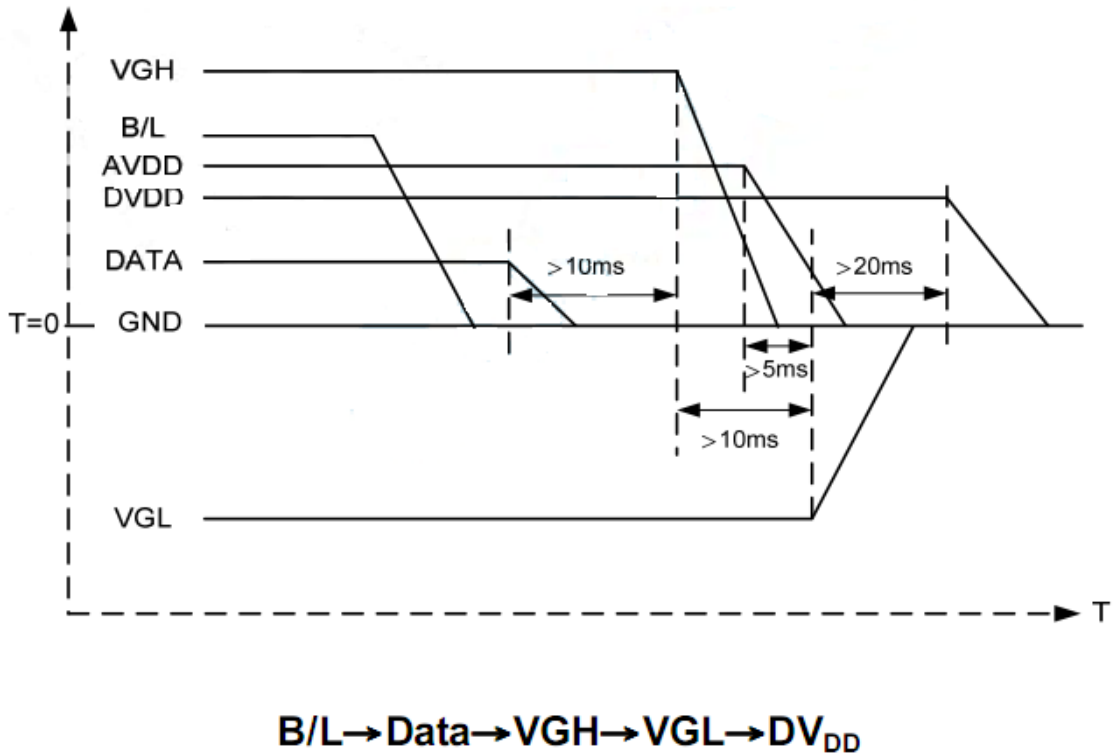 VGH
B/L
AVDD
DVDD
DATA
>10ms
>20ms
T=0
GND
>5ms
>10ms
VGL
T
B/L→Data→VGH→VGL→DVDD